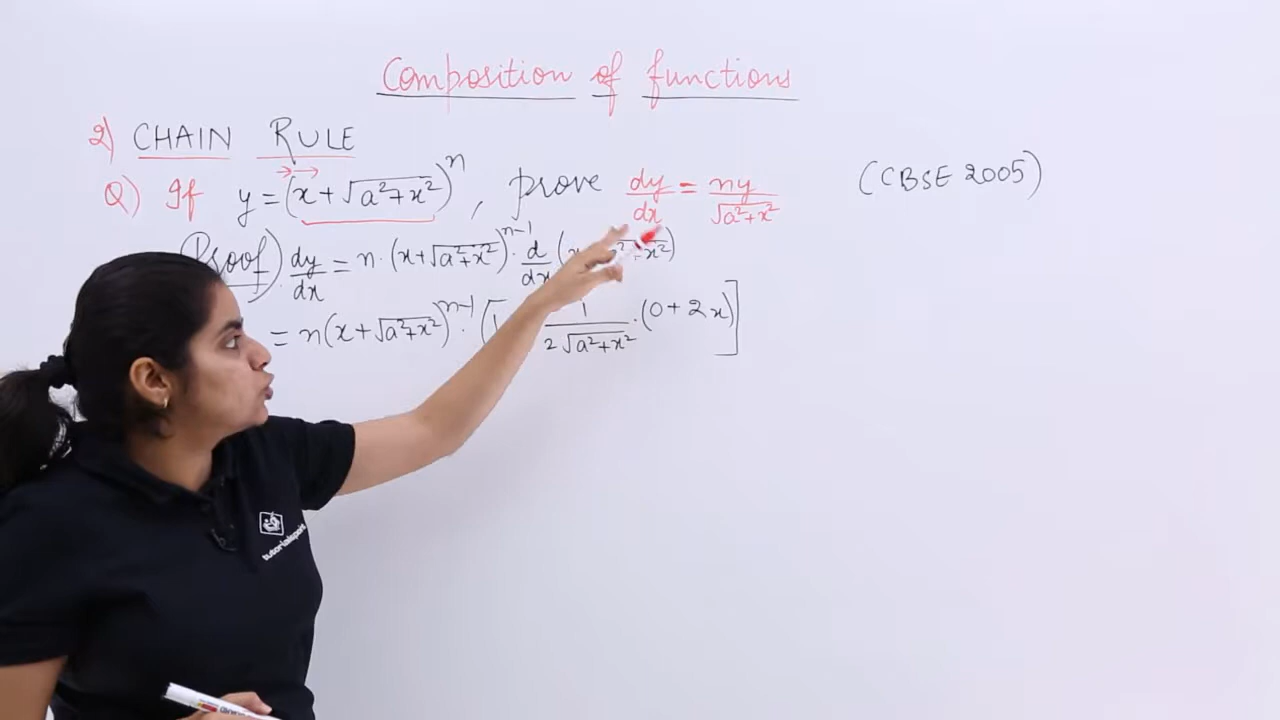 Composition of functions
2) CHAIN RULE
Q) If y = (x + √a²+x²)ⁿ, prove dy/dx = ny/√a²+x² (CBSE 2005)
Proof) dy/dx = n·(x+√a²+x²)ⁿ⁻¹· d/dx (x √a²+x²)
= n(x+√a²+x²)ⁿ⁻¹·[1 1/2√a²+x² ·(0+2x)]
tutorialspoint